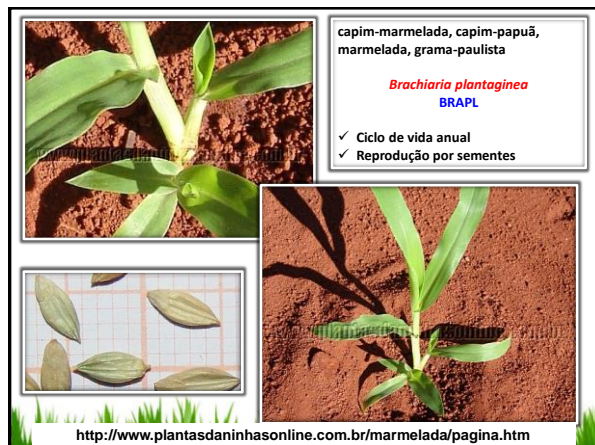 capim-marmelada, capim-papuã,
marmelada, grama-paulista
Brachiaria plantaginea
BRAPL
✓ Ciclo de vida anual
✓ Reprodução por sementes
http://www.plantasdaninhasonline.com.br/marmelada/pagina.htm